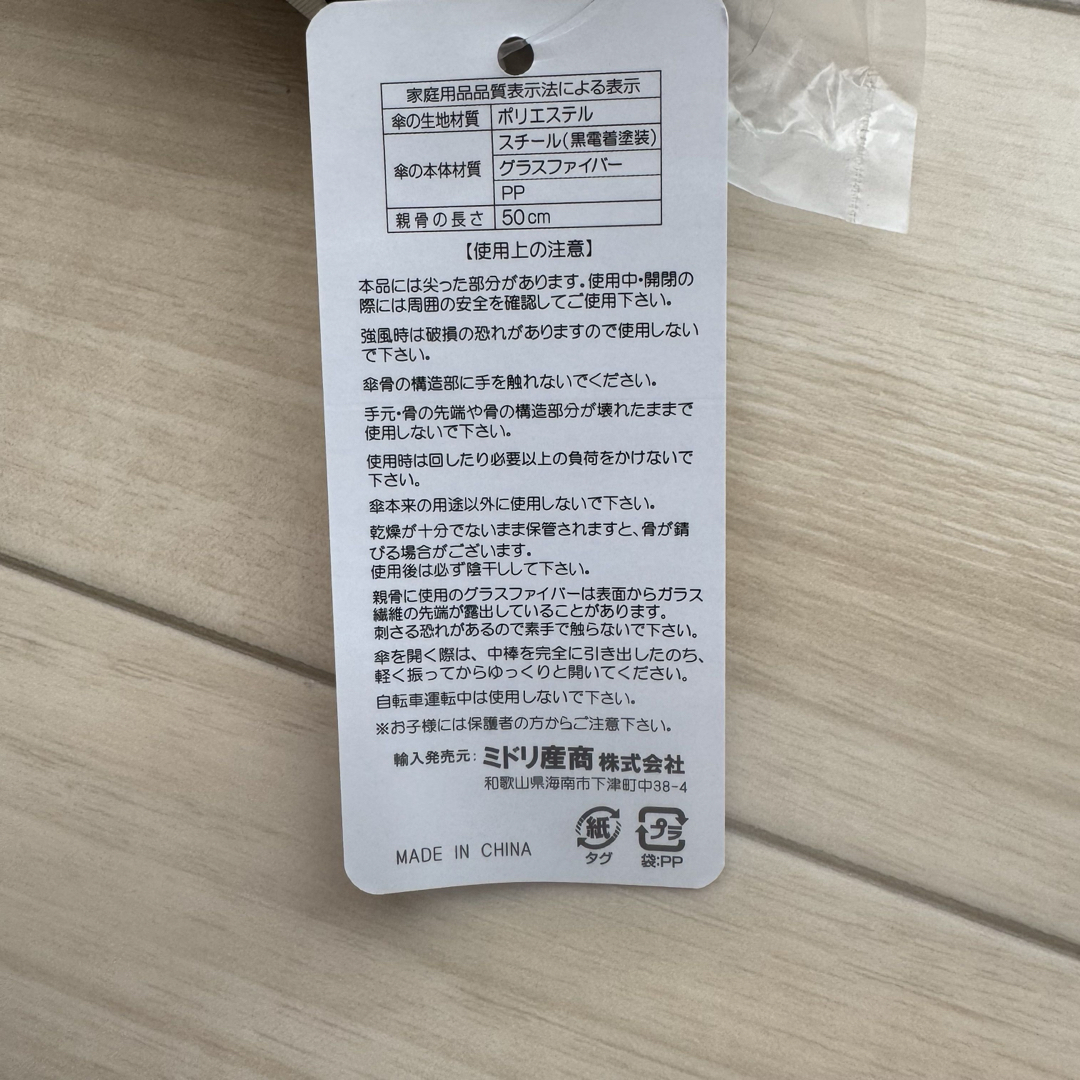 家庭用品品質表示法による表示
傘の生地材質 ポリエステル
傘の本体材質 スチール(黒電着塗装)
グラスファイバー
PP
親骨の長さ 50cm
【使用上の注意】
本品には尖った部分があります。使用中・開閉の
際には周囲の安全を確認してご使用下さい。
強風時は破損の恐れがありますので使用しない
で下さい。
傘骨の構造部に手を触れないでください。
手元・骨の先端や骨の構造部分が壊れたままで
使用しないで下さい。
使用時は回したり必要以上の負荷をかけないで
下さい。
傘本来の用途以外に使用しないで下さい。
乾燥が十分でないまま保管されますと、骨が錆
びる場合がございます。
使用後は必ず陰干しして下さい。
親骨に使用のグラスファイバーは表面からガラス
繊維の先端が露出していることがあります。
刺さる恐れがあるので素手で触らないで下さい。
傘を開く際は、中棒を完全に引き出したのち、
軽く振ってからゆっくりと開いてください。
自転車運転中は使用しないで下さい。
※お子様には保護者の方からご注意下さい。
輸入発売元: ミドリ産商 株式会社
和歌山県海南市下津町中38-4
MADE IN CHINA
紙 プラ
タグ 袋:PP